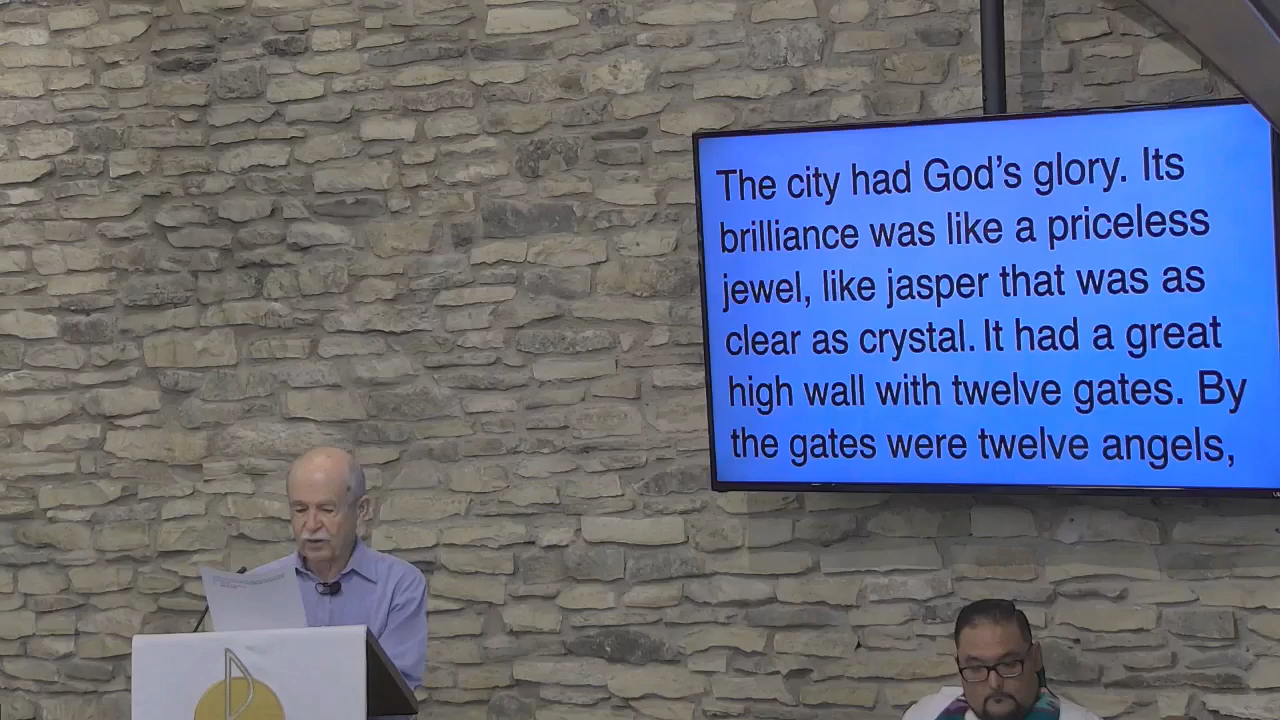 The city had God’s glory. Its
brilliance was like a priceless
jewel, like jasper that was as
clear as crystal. It had a great
high wall with twelve gates. By
the gates were twelve angels,